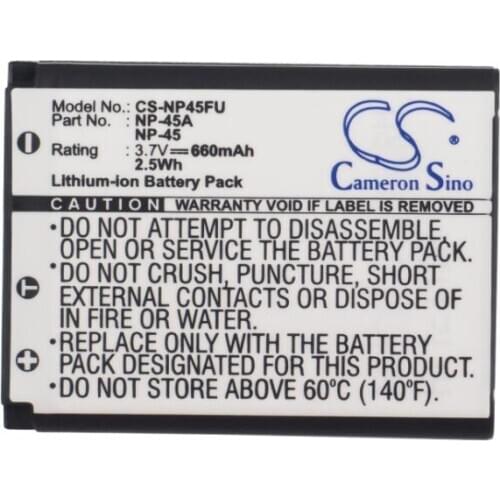 Model No.: CS-NP45FU
Part No.: NP-45A
NP-45
Rating: 3.7V 660mAh
2.5Wh
Lithium-ion Battery Pack
CS
Cameron Sino
CAUTION WARRANTY VOID IF LABEL IS REMOVED
• DO NOT ATTEMPT TO DISASSEMBLE,
OPEN OR SERVICE THE BATTERY PACK.
• DO NOT CRUSH, PUNCTURE, SHORT
EXTERNAL CONTACTS OR DISPOSE OF
IN FIRE OR WATER.
• REPLACE ONLY WITH THE BATTERY
PACK DESIGNATED FOR THIS PRODUCT.
• DO NOT STORE ABOVE 60°C (140°F).
+
T
-